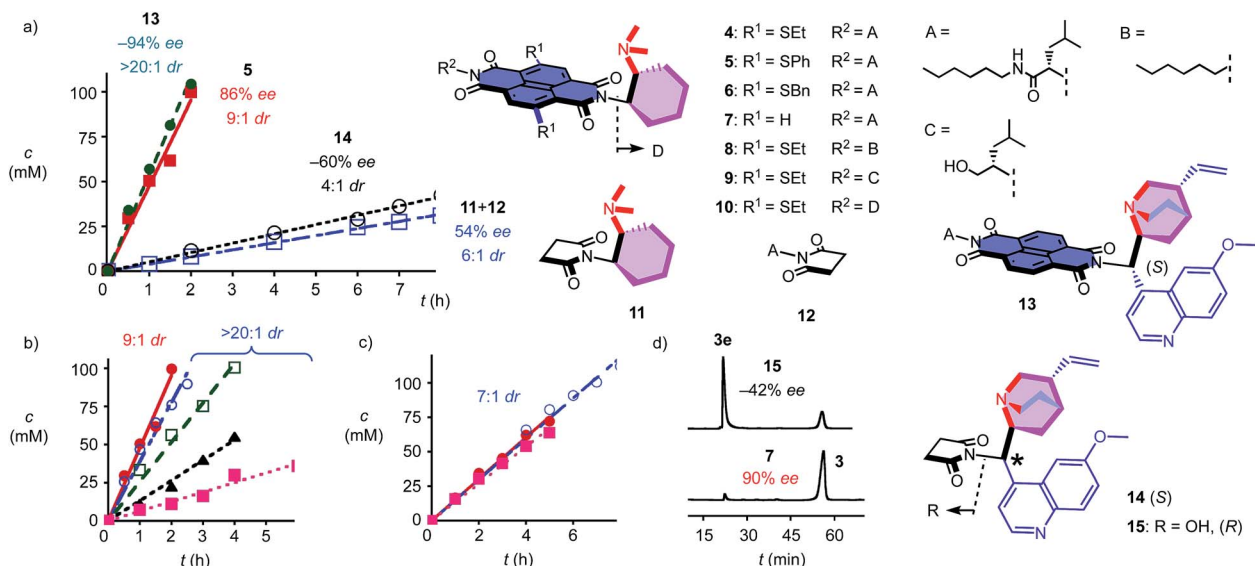 a)
13
–94% ee
>20:1 dr
5
86% ee
9:1 dr
14
–60% ee
4:1 dr
11+12
54% ee
6:1 dr
c
(mM)
100
75
50
25
0
0 1 2 3 4 5 6 7
t (h)
R¹
R²
N
O
O
N
O
O
N
R¹
D
O
N
O
N
11
4: R¹ = SEt R² = A
5: R¹ = SPh R² = A
6: R¹ = SBn R² = A
7: R¹ = H R² = A
8: R¹ = SEt R² = B
9: R¹ = SEt R² = C
10: R¹ = SEt R² = D
A
N
O
O
12
A =
H
N
O
B =
C =
HO
A
N
O
O
O
O
N
N
(S)
O
N
13
b)
9:1 dr
>20:1 dr
c
(mM)
100
75
50
25
0
0 1 2 3 4 5
t (h)
c)
7:1 dr
100
75
50
25
0
0 2 4 6
t (h)
d)
3e
15
–42% ee
7
90% ee
3
15 30 45 60
t (min)
N
O
N
O
*
R
O
N
14 (S)
15: R = OH, (R)